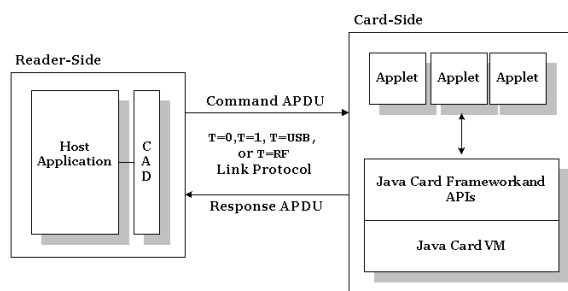 Reader-Side
Host
Application
C
A
D
Command APDU
T=0,T=1, T=USB,
or T=RF
Link Protocol
Response APDU
Card-Side
Applet
Applet
Applet
Java Card Frameworkand
APIs
Java Card VM